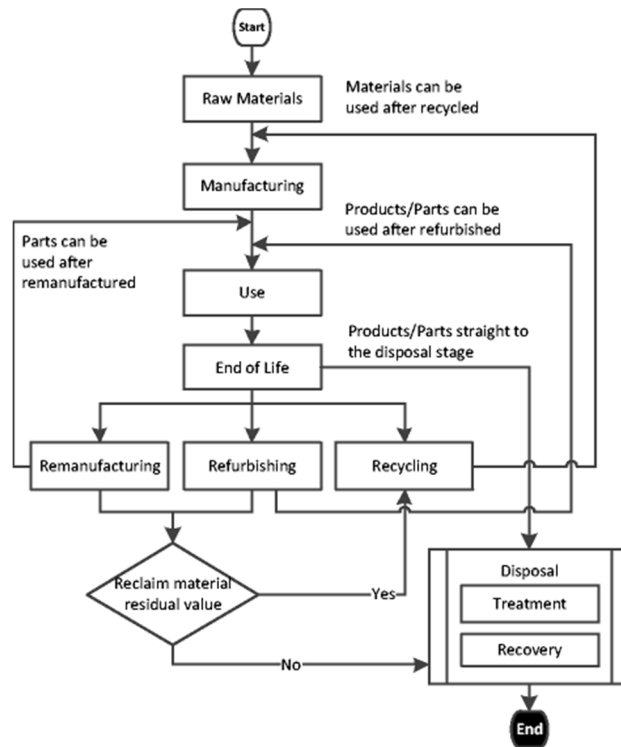 Start
Raw Materials
Materials can be
used after recycled
Manufacturing
Parts can be
used after
remanufactured
Products/Parts can be
used after refurbished
Use
Products/Parts straight to
the disposal stage
End of Life
Remanufacturing
Refurbishing
Recycling
Reclaim material
residual value
Yes
No
Disposal
Treatment
Recovery
End